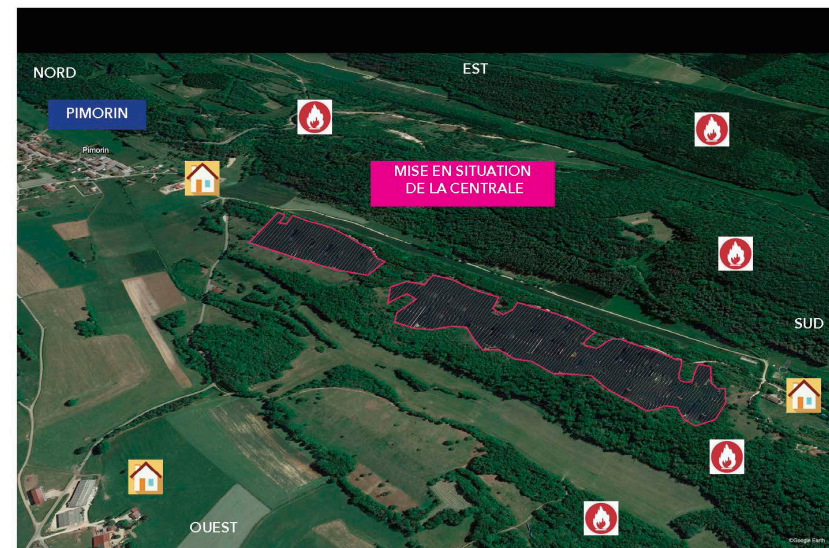 NORD
EST
PIMORIN
Pimorin
MISE EN SITUATION
DE LA CENTRALE
SUD
OUEST
©Google Earth